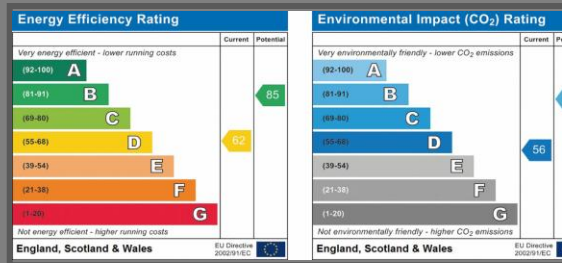 Energy Efficiency Rating
Current Potential
Very energy efficient - lower running costs
(92-100) A
(81-91) B
85
(69-80) C
(55-68) D
62
(39-54) E
(21-38) F
(1-20) G
Not energy efficient - higher running costs
England, Scotland & Wales
EU Directive
2002/91/EC
Environmental Impact (CO₂) Rating
Current Potential
Very environmentally friendly - lower CO₂ emissions
(92-100) A
(81-91) B
(69-80) C
(55-68) D
56
(39-54) E
(21-38) F
(1-20) G
Not environmentally friendly - higher CO₂ emissions
England, Scotland & Wales
EU Directive
2002/91/EC